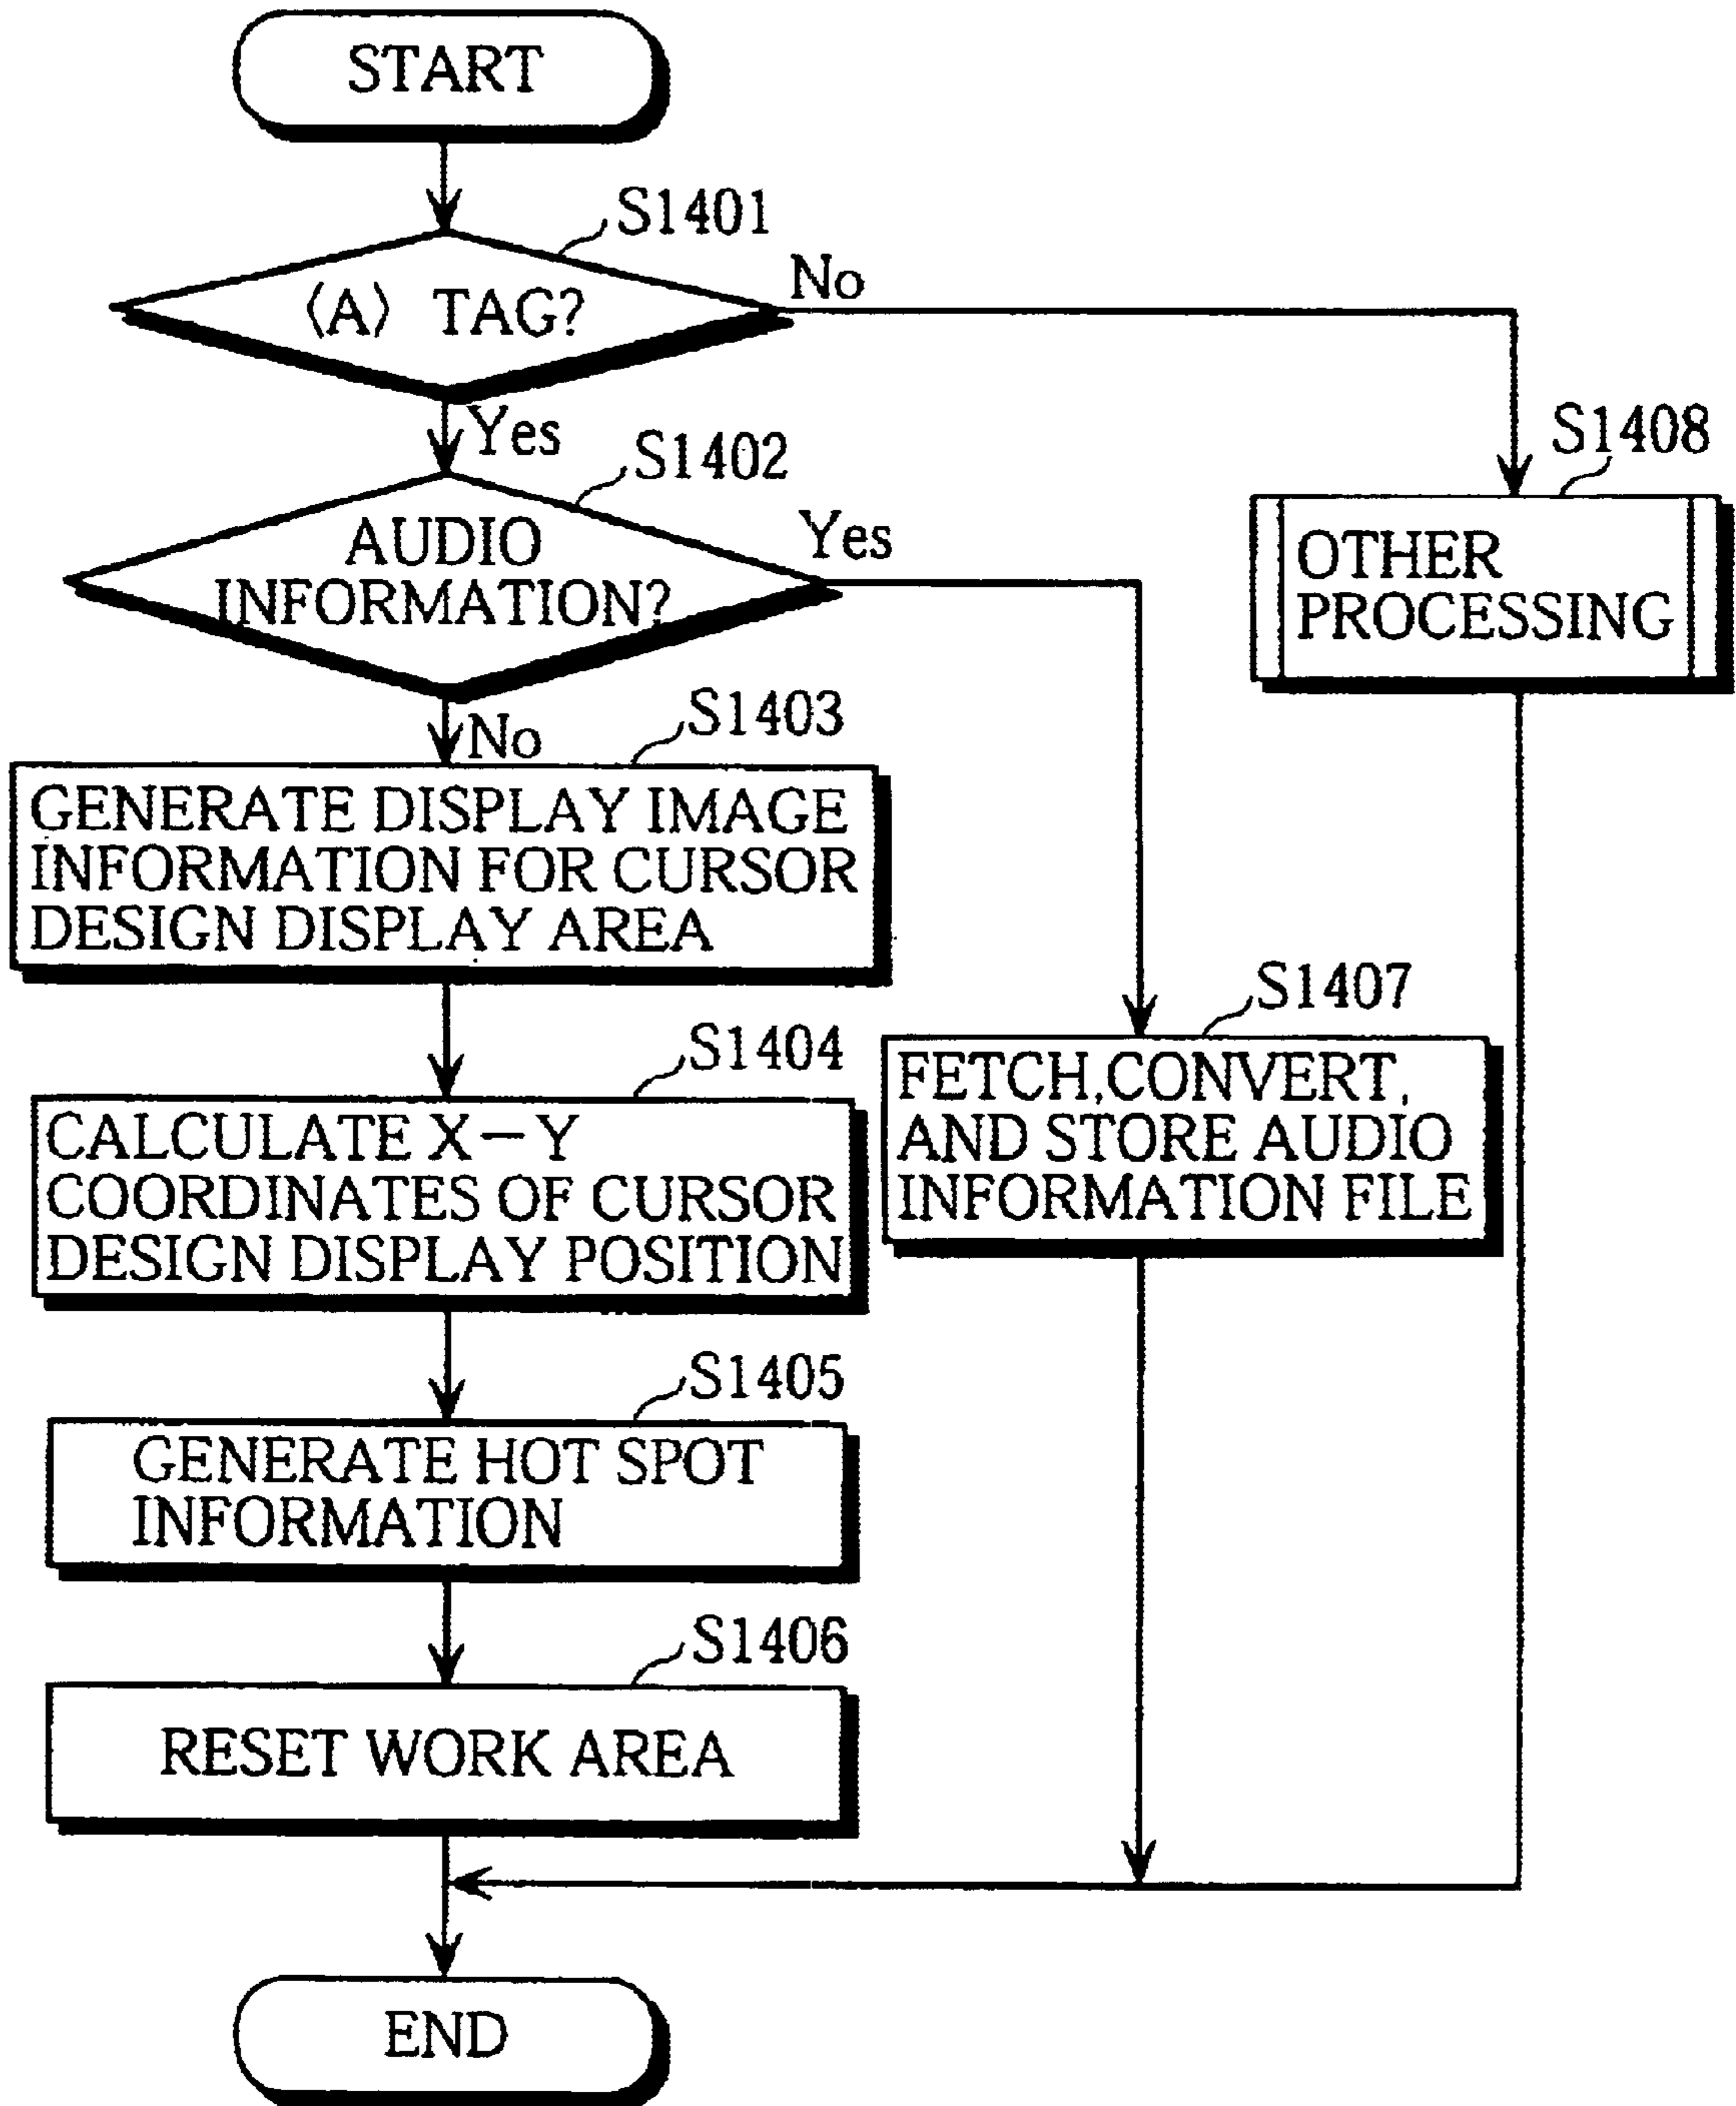 START
S1401
⟨A⟩ TAG?
No
Yes
S1402
AUDIO
INFORMATION?
Yes
S1408
OTHER
PROCESSING
No
S1403
GENERATE DISPLAY IMAGE
INFORMATION FOR CURSOR
DESIGN DISPLAY AREA
S1404
CALCULATE X－Y
COORDINATES OF CURSOR
DESIGN DISPLAY POSITION
S1407
FETCH,CONVERT,
AND STORE AUDIO
INFORMATION FILE
S1405
GENERATE HOT SPOT
INFORMATION
S1406
RESET WORK AREA
END